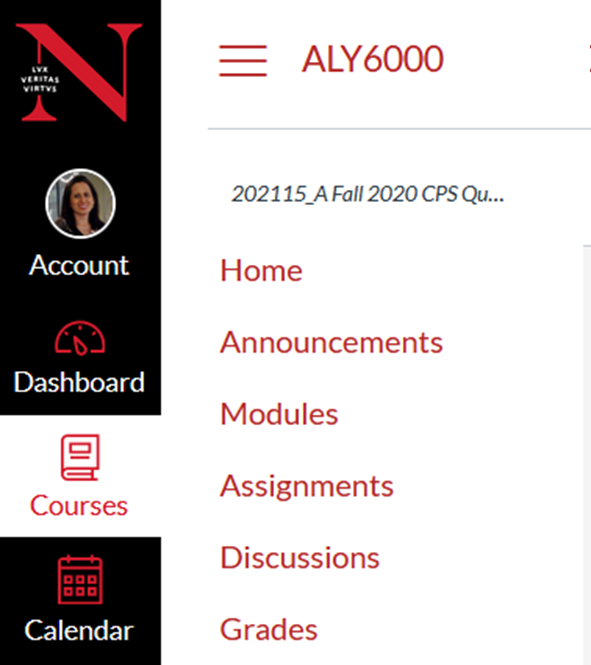 N
LVX
VERITAS
VIRTVS
Account
Dashboard
Courses
Calendar
ALY6000
202115_A Fall 2020 CPS Qu...
Home
Announcements
Modules
Assignments
Discussions
Grades